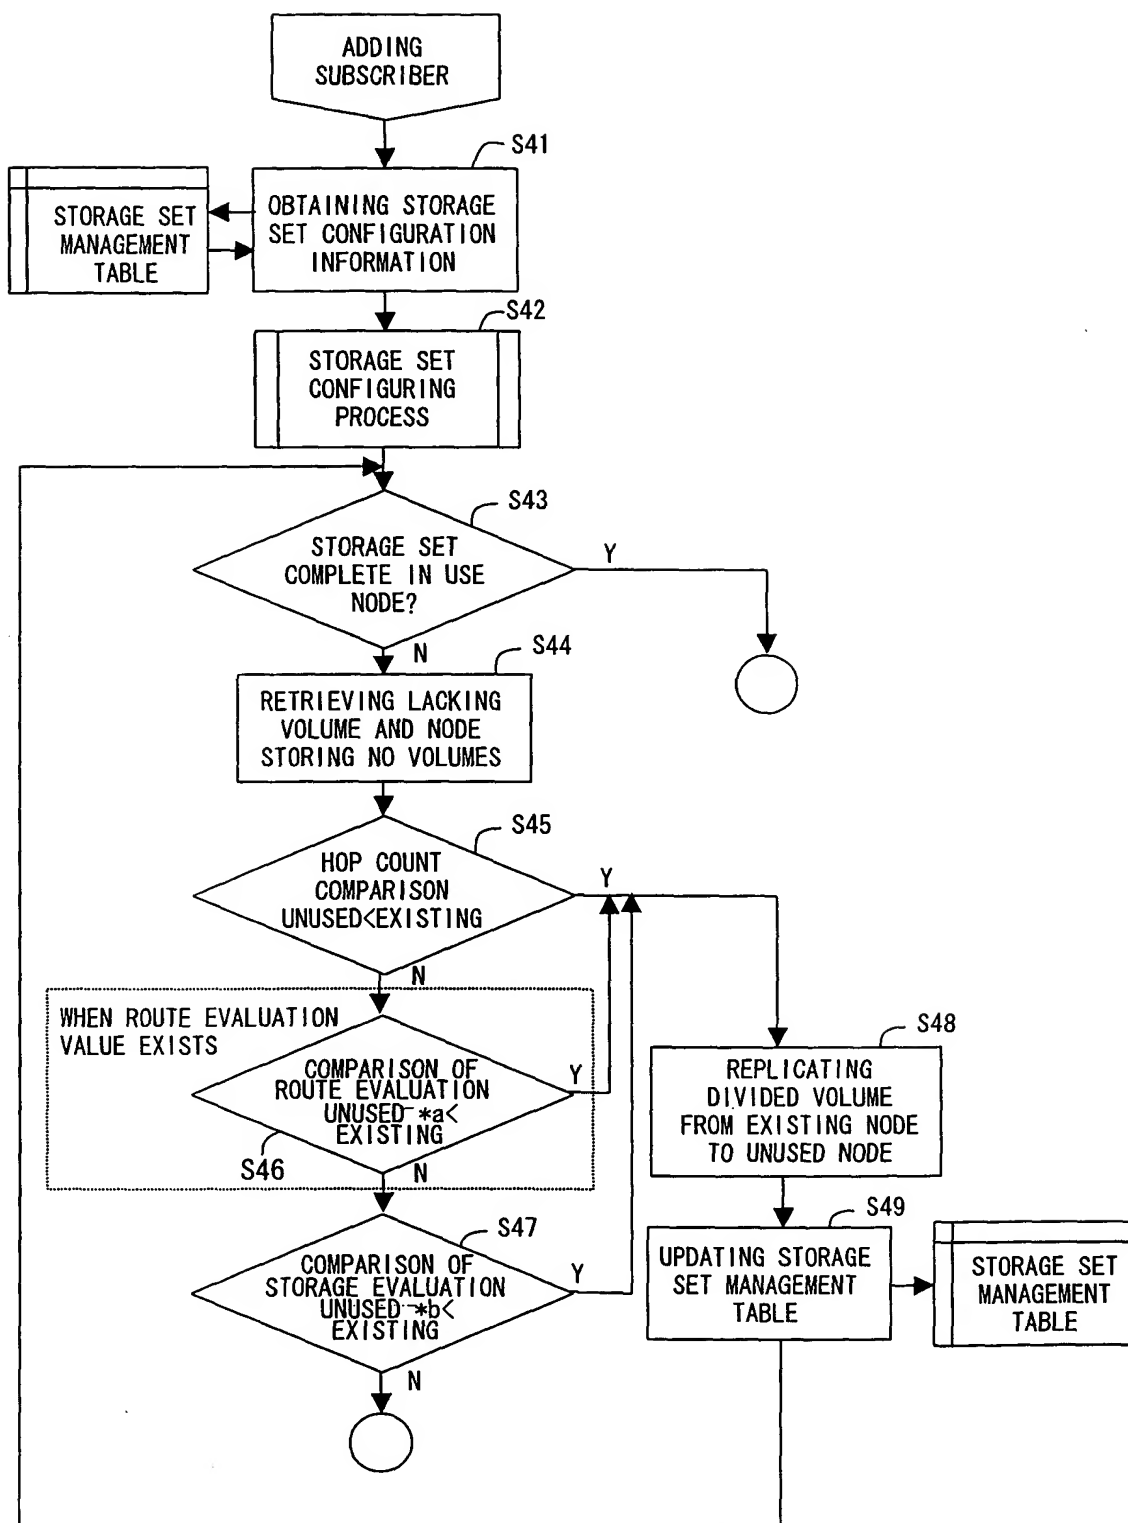 ADDING
SUBSCRIBER
S41
STORAGE SET
MANAGEMENT
TABLE
OBTAINING STORAGE
SET CONFIGURATION
INFORMATION
S42
STORAGE SET
CONFIGURING
PROCESS
S43
STORAGE SET
COMPLETE IN USE
NODE?
Y
N
S44
RETRIEVING LACKING
VOLUME AND NODE
STORING NO VOLUMES
S45
HOP COUNT
COMPARISON
UNUSED<EXISTING
Y
N
WHEN ROUTE EVALUATION
VALUE EXISTS
COMPARISON OF
ROUTE EVALUATION
UNUSED *a<
EXISTING
Y
S46
N
S48
REPLICATING
DIVIDED VOLUME
FROM EXISTING NODE
TO UNUSED NODE
S47
COMPARISON OF
STORAGE EVALUATION
UNUSED *b<
EXISTING
Y
N
S49
UPDATING STORAGE
SET MANAGEMENT
TABLE
STORAGE SET
MANAGEMENT
TABLE